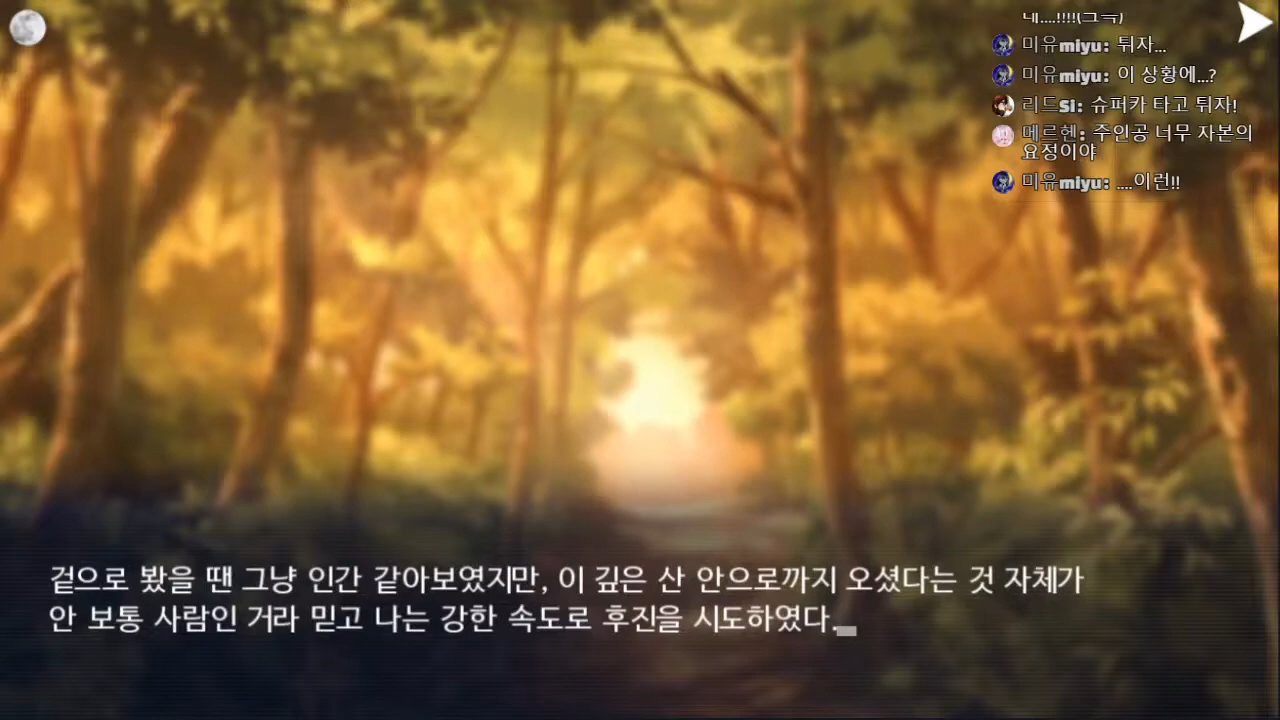 내....!!!!(그윽)
미유miyu: 튀자...
미유miyu: 이 상황에...?
리드Si: 슈퍼카 타고 튀자!
메르헨: 주인공 너무 자본의
요정이야
미유miyu: ....이런!!
겉으로 봤을 땐 그냥 인간 같아보였지만, 이 깊은 산 안으로까지 오셨다는 것 자체가
안 보통 사람인 거라 믿고 나는 강한 속도로 후진을 시도하였다.